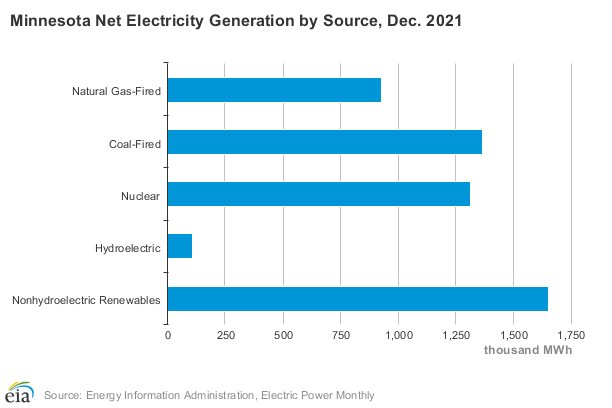 Minnesota Net Electricity Generation by Source, Dec. 2021
Natural Gas-Fired
Coal-Fired
Nuclear
Hydroelectric
Nonhydroelectric Renewables
0 250 500 750 1,000 1,250 1,500 1,750
thousand MWh
eia Source: Energy Information Administration, Electric Power Monthly